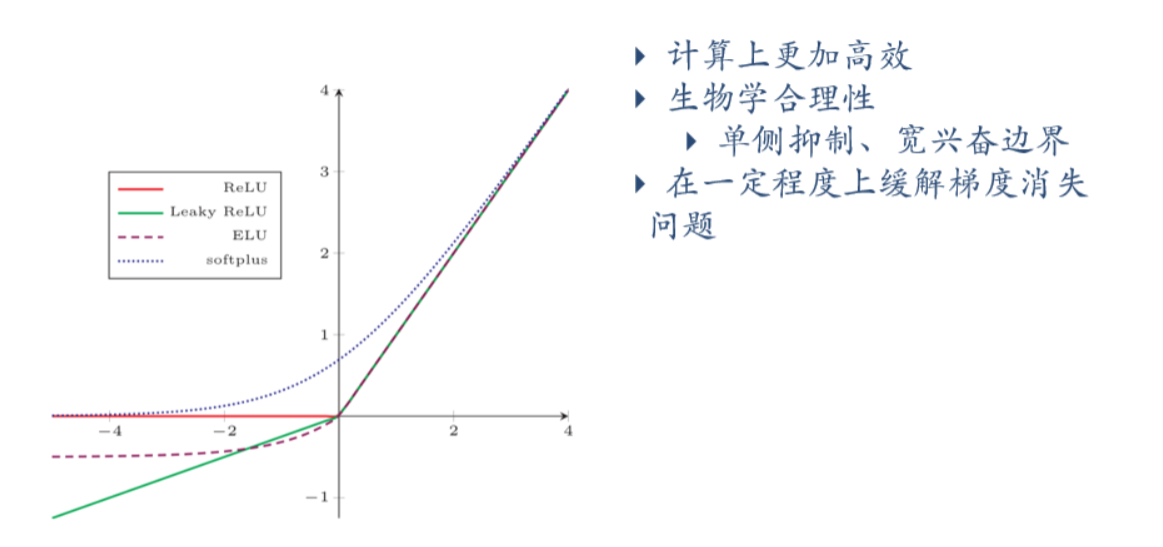 计算上更加高效
生物学合理性
单侧抑制、宽兴奋边界
在一定程度上缓解梯度消失
问题
ReLU
Leaky ReLU
ELU
softplus
4
3
2
1
−1
−4
−2
2
4